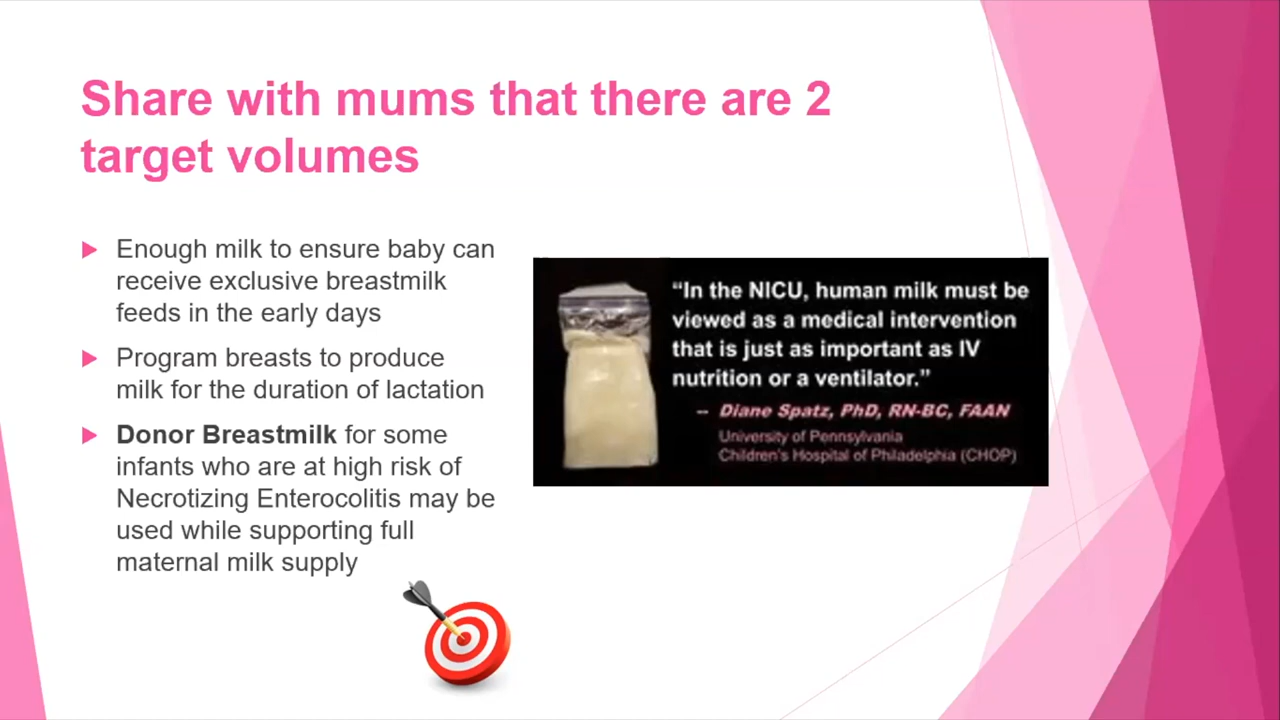 Share with mums that there are 2
target volumes
Enough milk to ensure baby can
receive exclusive breastmilk
feeds in the early days
Program breasts to produce
milk for the duration of lactation
Donor Breastmilk for some
infants who are at high risk of
Necrotizing Enterocolitis may be
used while supporting full
maternal milk supply
“In the NICU, human milk must be
viewed as a medical intervention
that is just as important as IV
nutrition or a ventilator.”
-- Diane Spatz, PhD, RN-BC, FAAN
University of Pennsylvania
Children's Hospital of Philadelphia (CHOP)